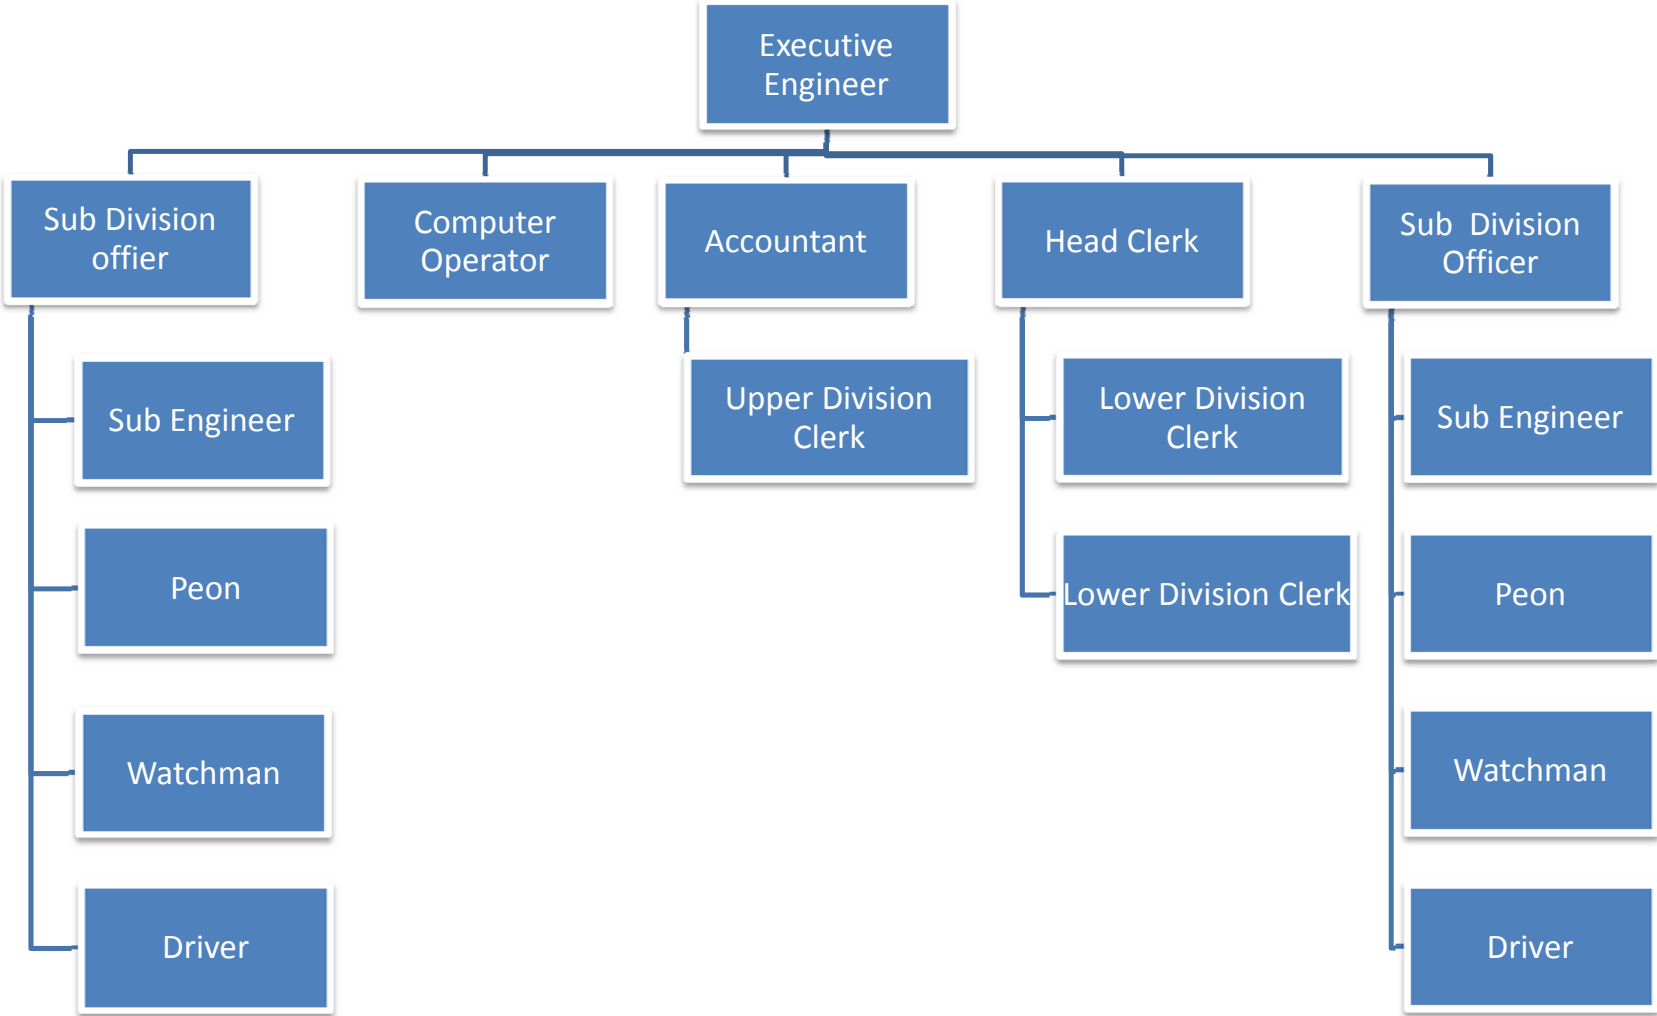 Executive
Engineer
Sub Division
offier
Computer
Operator
Accountant
Head Clerk
Sub  Division
Officer
Sub Engineer
Upper Division
Clerk
Lower Division
Clerk
Sub Engineer
Peon
Lower Division Clerk
Peon
Watchman
Watchman
Driver
Driver